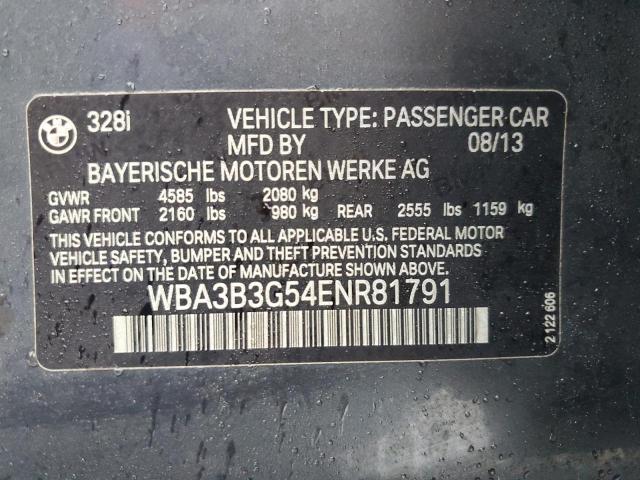 BMW
328i VEHICLE TYPE: PASSENGER CAR
MFD BY 08/13
BAYERISCHE MOTOREN WERKE AG
GVWR 4585 lbs 2080 kg
GAWR FRONT 2160 lbs 980 kg REAR 2555 lbs 1159 kg
THIS VEHICLE CONFORMS TO ALL APPLICABLE U.S. FEDERAL MOTOR
VEHICLE SAFETY, BUMPER AND THEFT PREVENTION STANDARDS
IN EFFECT ON THE DATE OF MANUFACTURE SHOWN ABOVE.
WBA3B3G54ENR81791
2 122 606